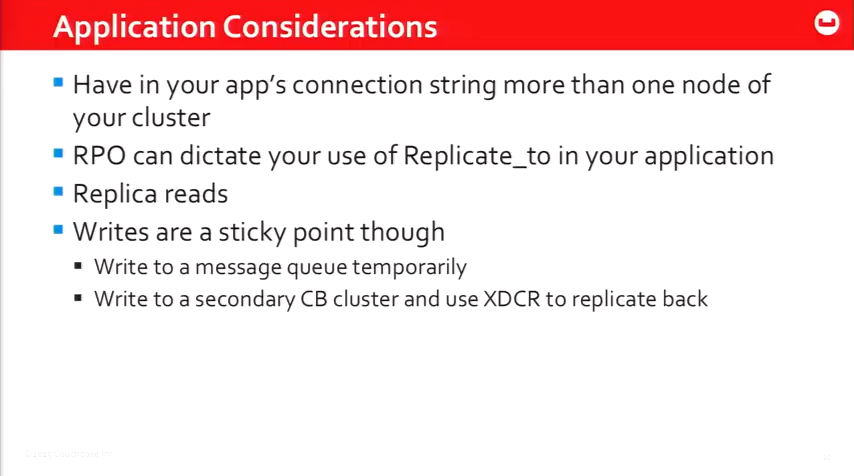 Application Considerations
Have in your app's connection string more than one node of
your cluster
RPO can dictate your use of Replicate_to in your application
Replica reads
Writes are a sticky point though
Write to a message queue temporarily
Write to a secondary CB cluster and use XDCR to replicate back